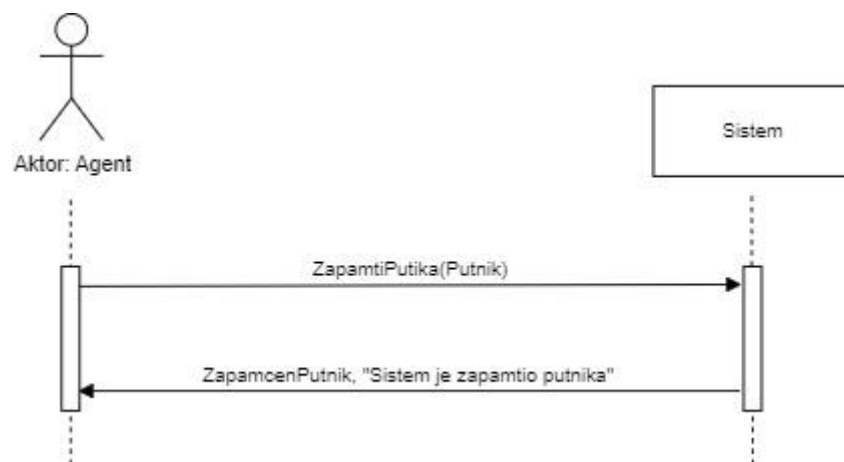 Sistem
Aktor: Agent
ZapamtiPutika(Putnik)
ZapamcenPutnik, "Sistem je zapamtio putnika"